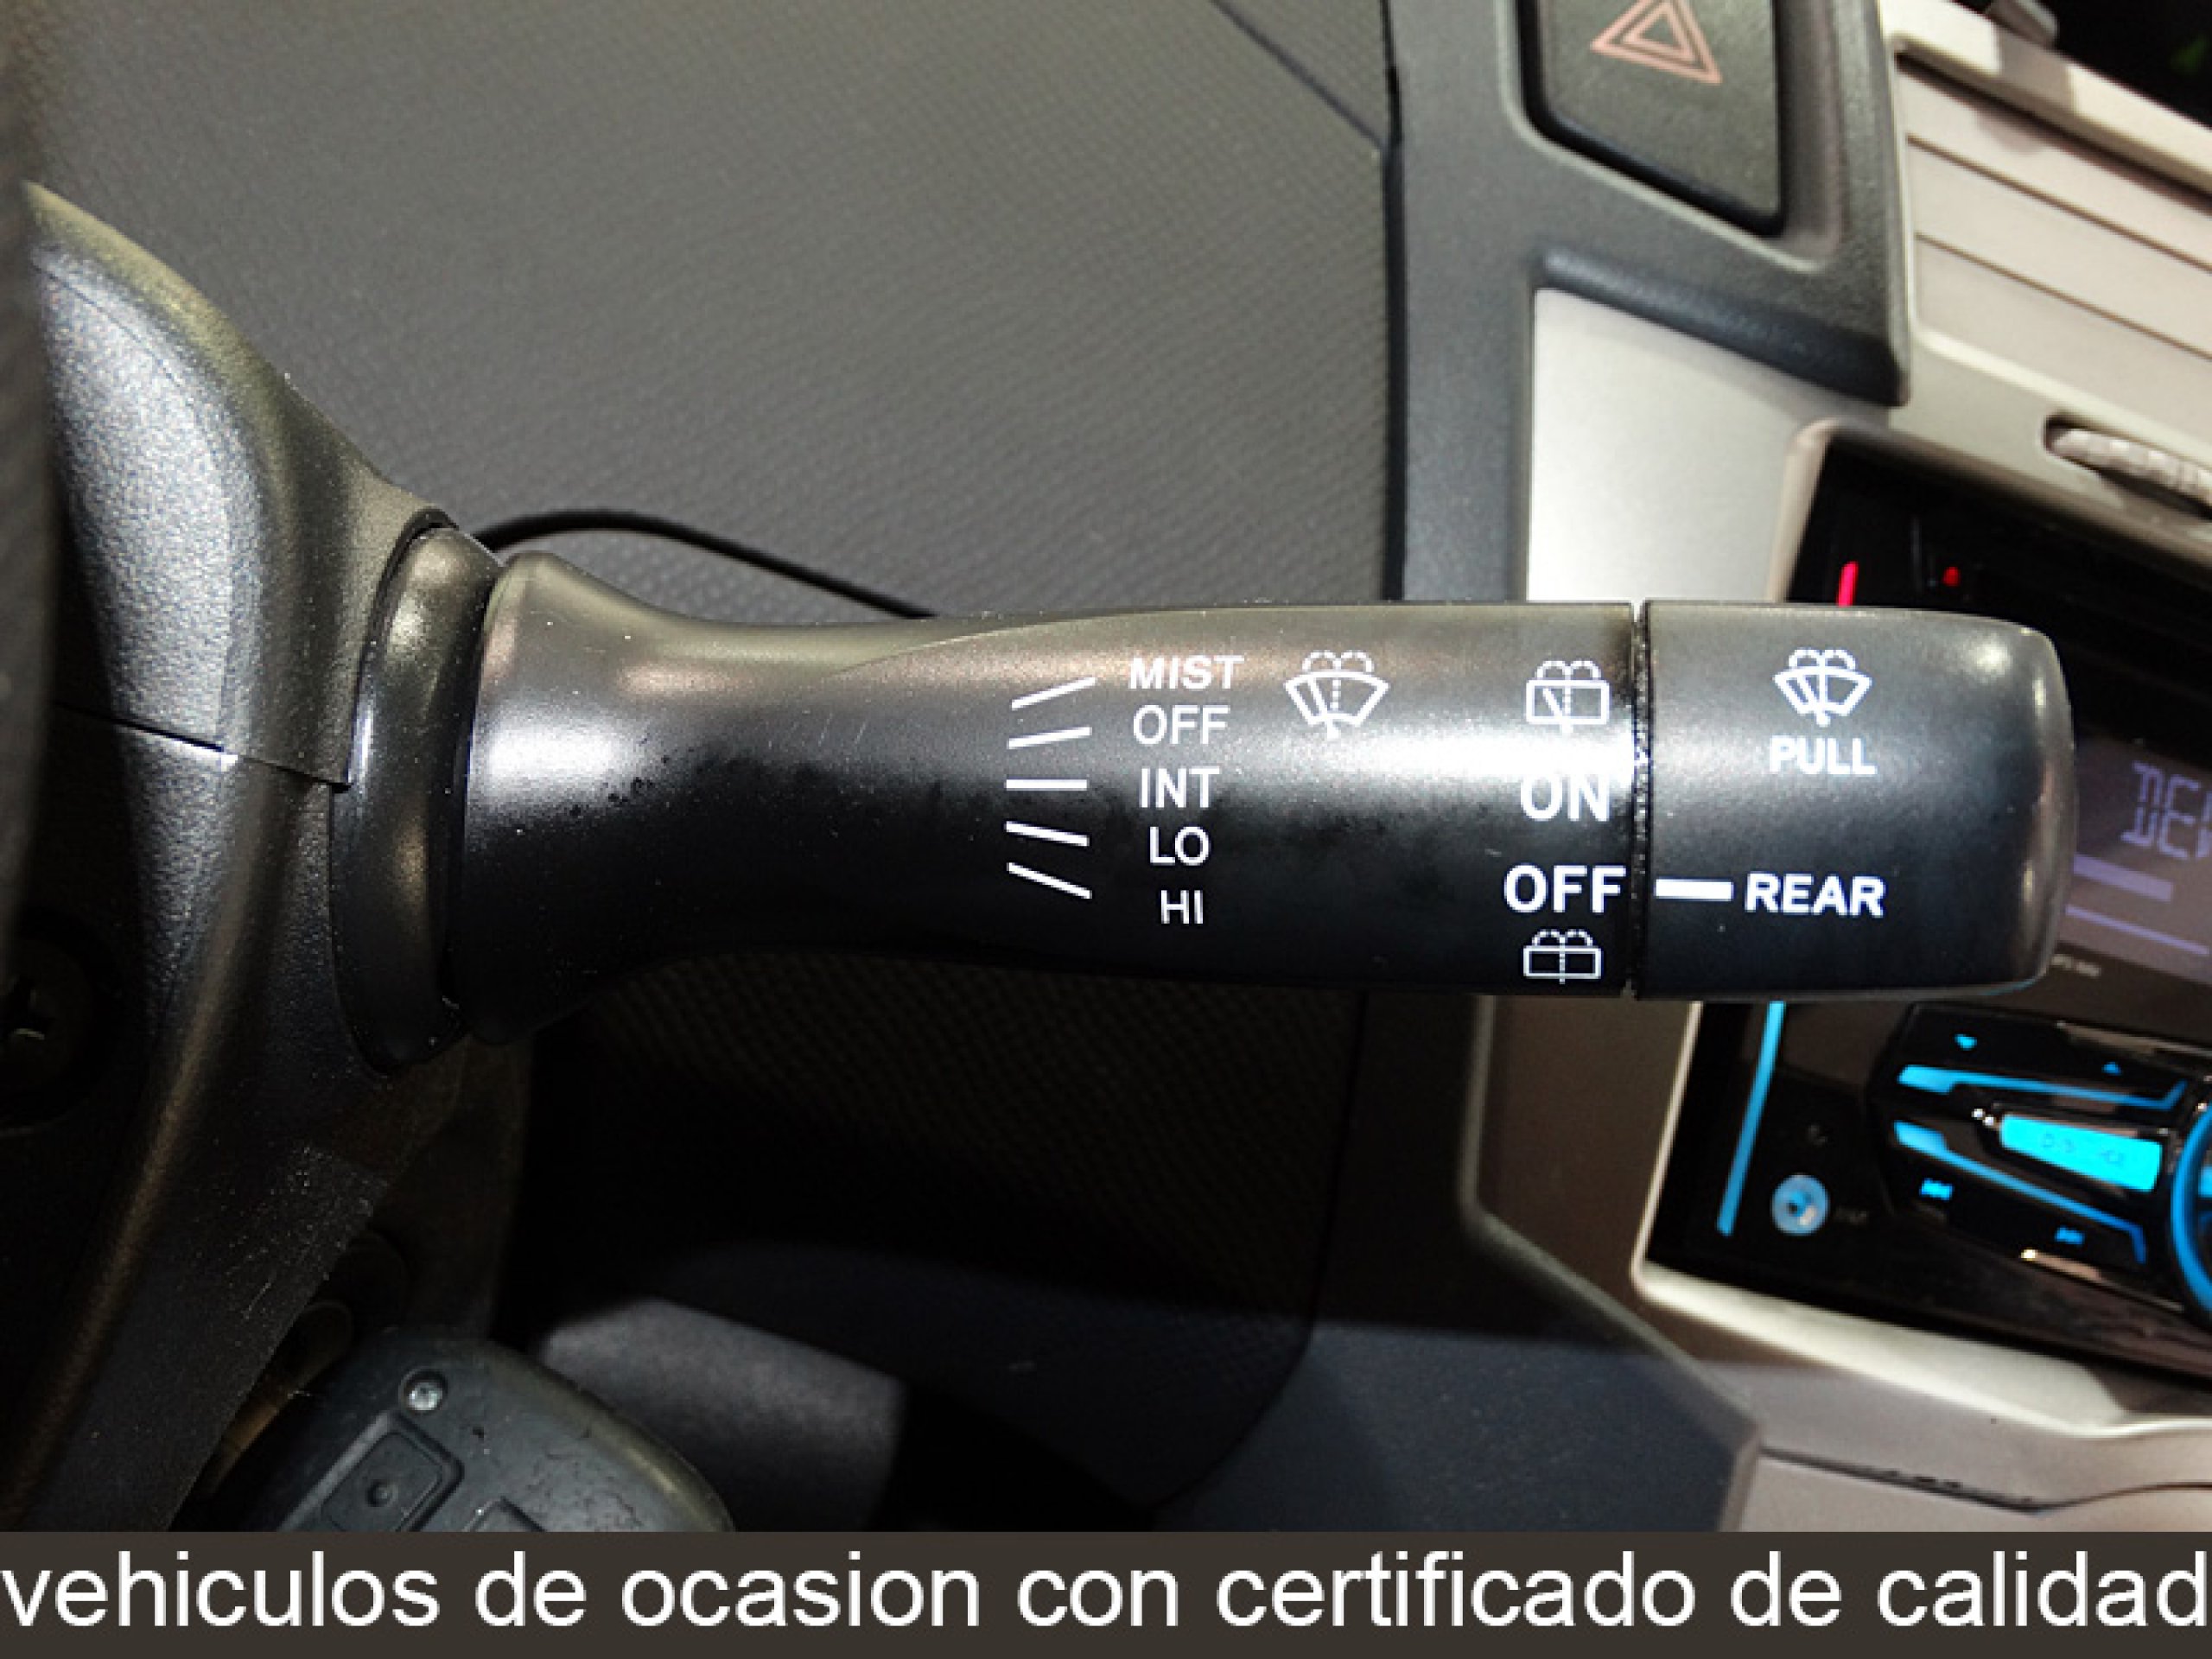 MIST
OFF
INT
LO
HI
ON
OFF
PULL
REAR
vehiculos de ocasion con certificado de calidad